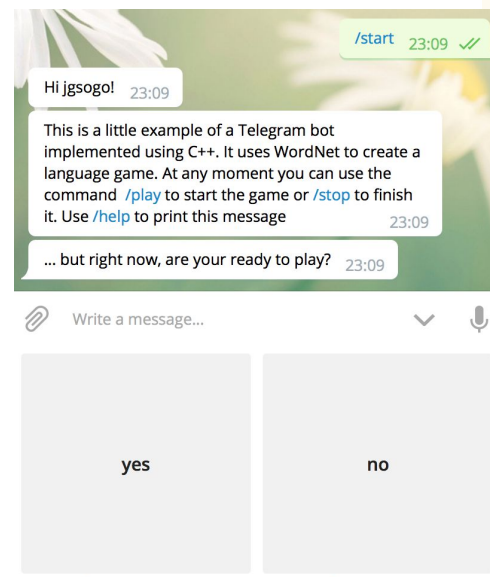 /start 23:09
Hi jgsogo! 23:09
This is a little example of a Telegram bot
implemented using C++. It uses WordNet to create a
language game. At any moment you can use the
command /play to start the game or /stop to finish
it. Use /help to print this message 23:09
... but right now, are your ready to play? 23:09
Write a message...
yes no